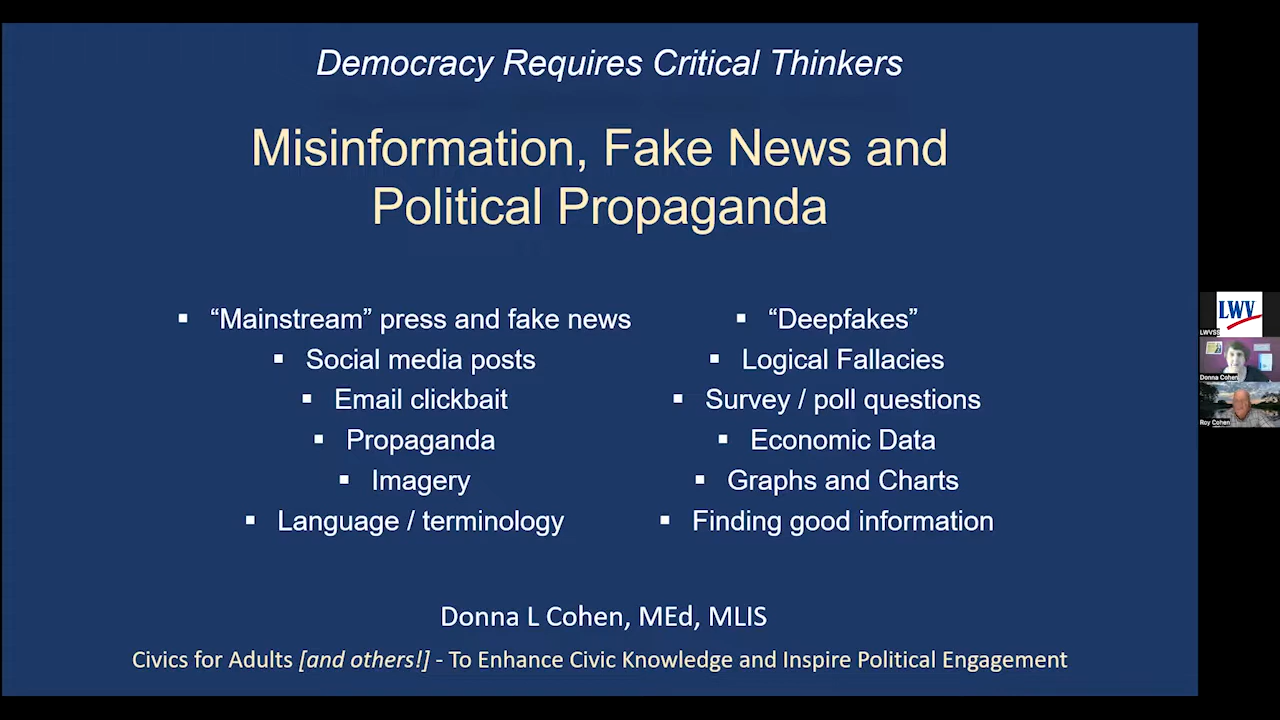 Democracy Requires Critical Thinkers
Misinformation, Fake News and
Political Propaganda
▪ “Mainstream” press and fake news
▪ Social media posts
▪ Email clickbait
▪ Propaganda
▪ Imagery
▪ Language / terminology
▪ “Deepfakes”
▪ Logical Fallacies
▪ Survey / poll questions
▪ Economic Data
▪ Graphs and Charts
▪ Finding good information
Donna L Cohen, MEd, MLIS
Civics for Adults [and others!] - To Enhance Civic Knowledge and Inspire Political Engagement
LWV
Donna Cohen
Roy Cohen